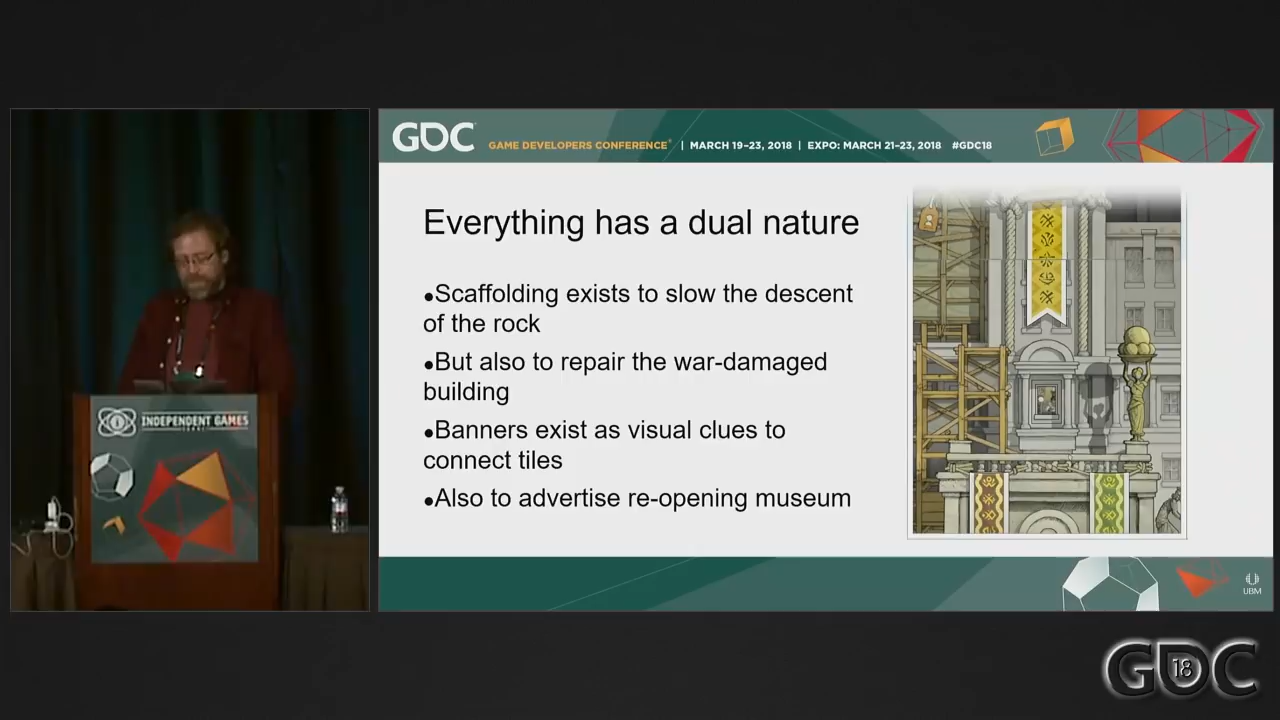 GDC
GAME DEVELOPERS CONFERENCE® | MARCH 19–23, 2018 | EXPO: MARCH 21–23, 2018 #GDC18
Everything has a dual nature
●Scaffolding exists to slow the descent
of the rock
●But also to repair the war-damaged
building
●Banners exist as visual clues to
connect tiles
●Also to advertise re-opening museum
INDEPENDENT GAMES
UBM
GDC
18